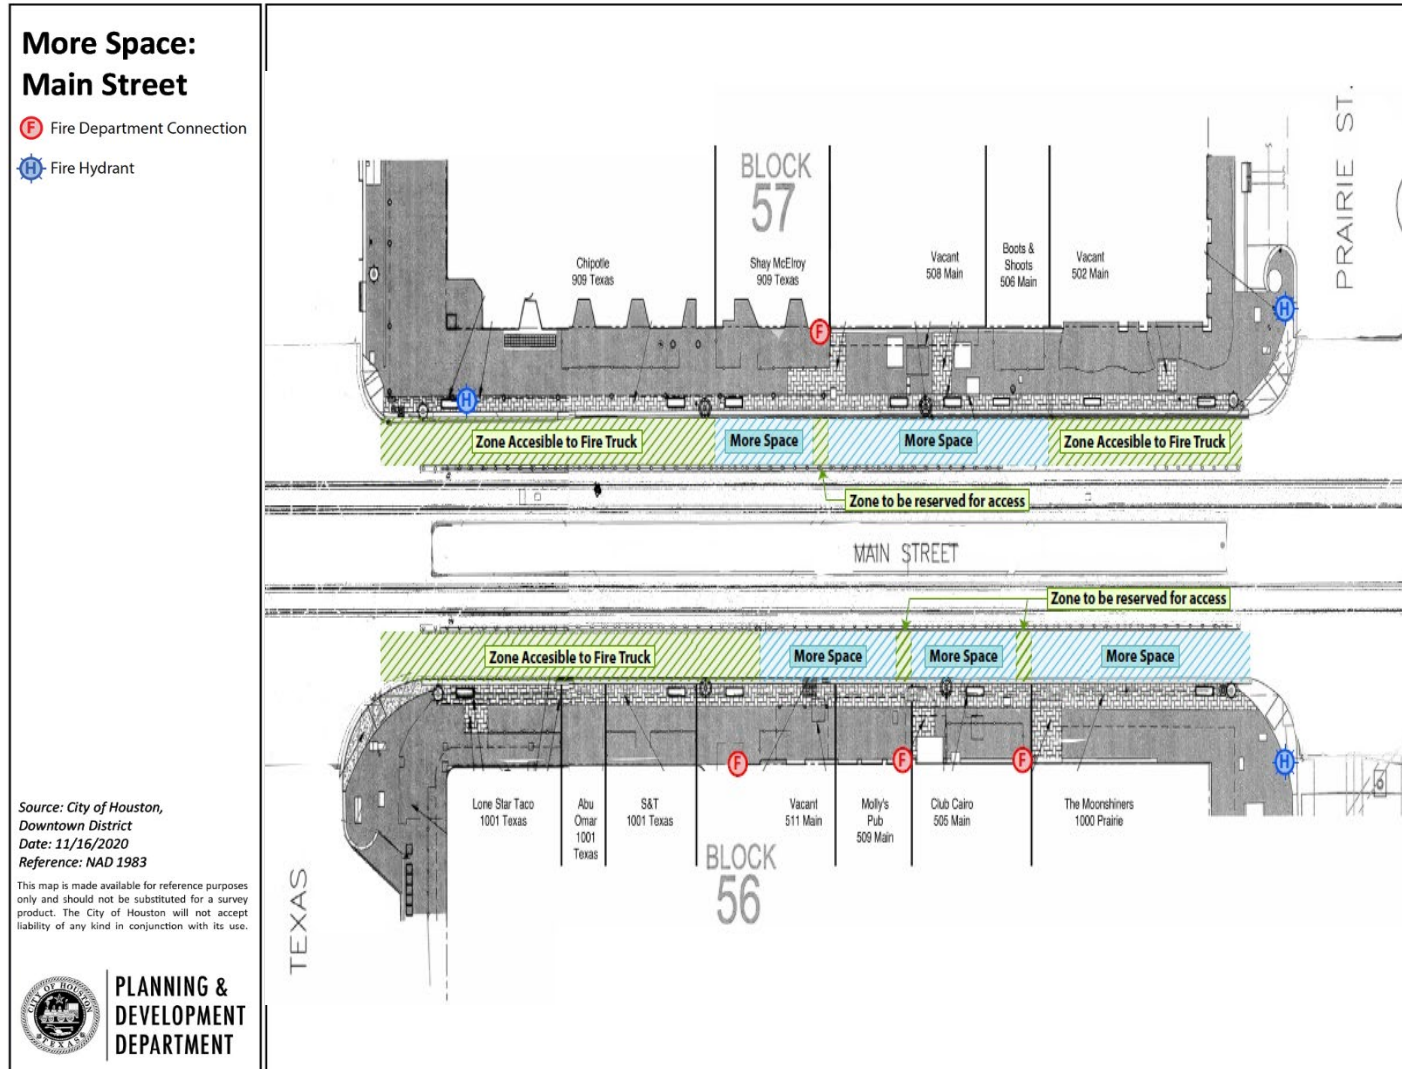 More Space:
Main Street
F Fire Department Connection
H Fire Hydrant
BLOCK
57
PRAIRIE ST.
Chipotle
909 Texas
Shay McElroy
909 Texas
Vacant
508 Main
Boots &
Shoots
506 Main
Vacant
502 Main
F
H
H
Zone Accesible to Fire Truck
More Space
More Space
Zone Accesible to Fire Truck
Zone to be reserved for access
MAIN STREET
Zone to be reserved for access
Zone Accesible to Fire Truck
More Space
More Space
More Space
F
F
F
H
Lone Star Taco
1001 Texas
Abu
Omar
1001
Texas
S&T
1001 Texas
Vacant
511 Main
Molly's
Pub
509 Main
Club Cairo
505 Main
The Moonshiners
1000 Prairie
BLOCK
56
TEXAS
Source: City of Houston,
Downtown District
Date: 11/16/2020
Reference: NAD 1983
This map is made available for reference purposes
only and should not be substituted for a survey
product. The City of Houston will not accept
liability of any kind in conjunction with its use.
CITY OF HOUSTON
TEXAS
PLANNING &
DEVELOPMENT
DEPARTMENT